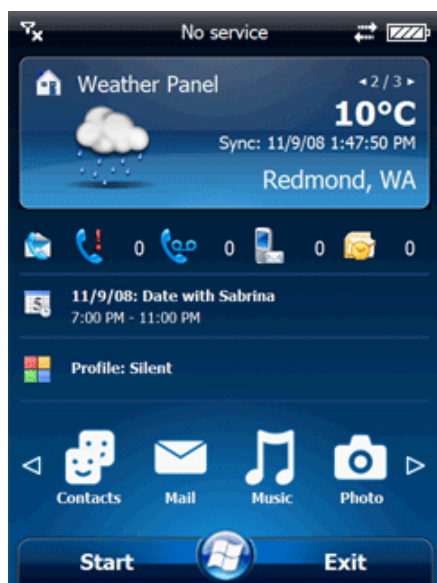 No service
Weather Panel
2 / 3
10°C
Sync: 11/9/08 1:47:50 PM
Redmond, WA
0 0 0 0
5
11/9/08: Date with Sabrina
7:00 PM - 11:00 PM
Profile: Silent
Contacts Mail Music Photo
Start Exit